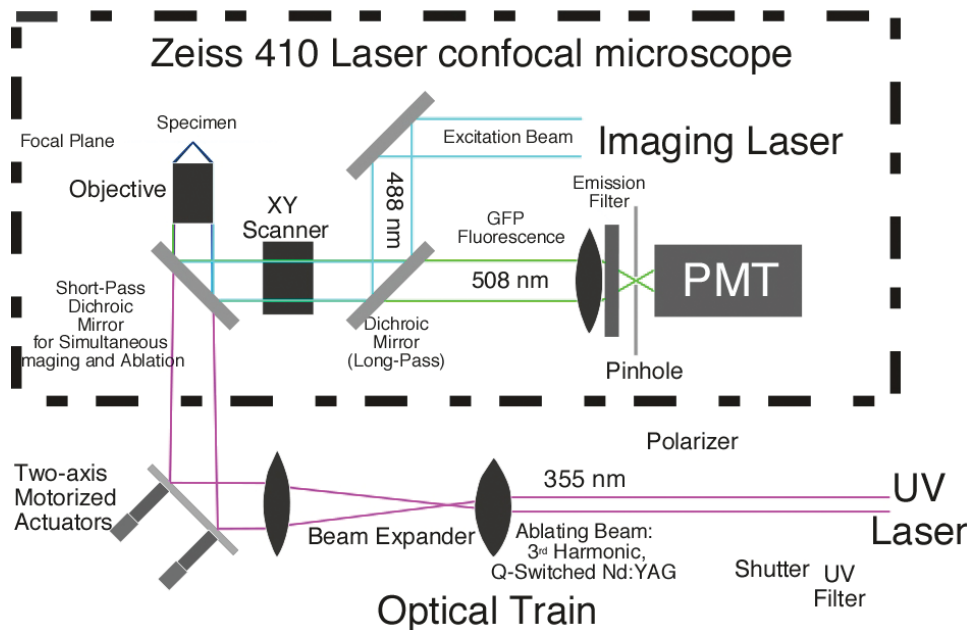 Zeiss 410 Laser confocal microscope
Specimen
Focal Plane
Objective
XY
Scanner
Excitation Beam
Imaging Laser
488 nm
Emission
Filter
GFP
Fluorescence
508 nm
PMT
Short-Pass
Dichroic
Mirror
for Simultaneous
maging and Ablation
Dichroic
Mirror
(Long-Pass)
Pinhole
Polarizer
Two-axis
Motorized
Actuators
355 nm
UV
Laser
Beam Expander
Ablating Beam:
3rd Harmonic,
Q-Switched Nd:YAG
Shutter
UV
Filter
Optical Train